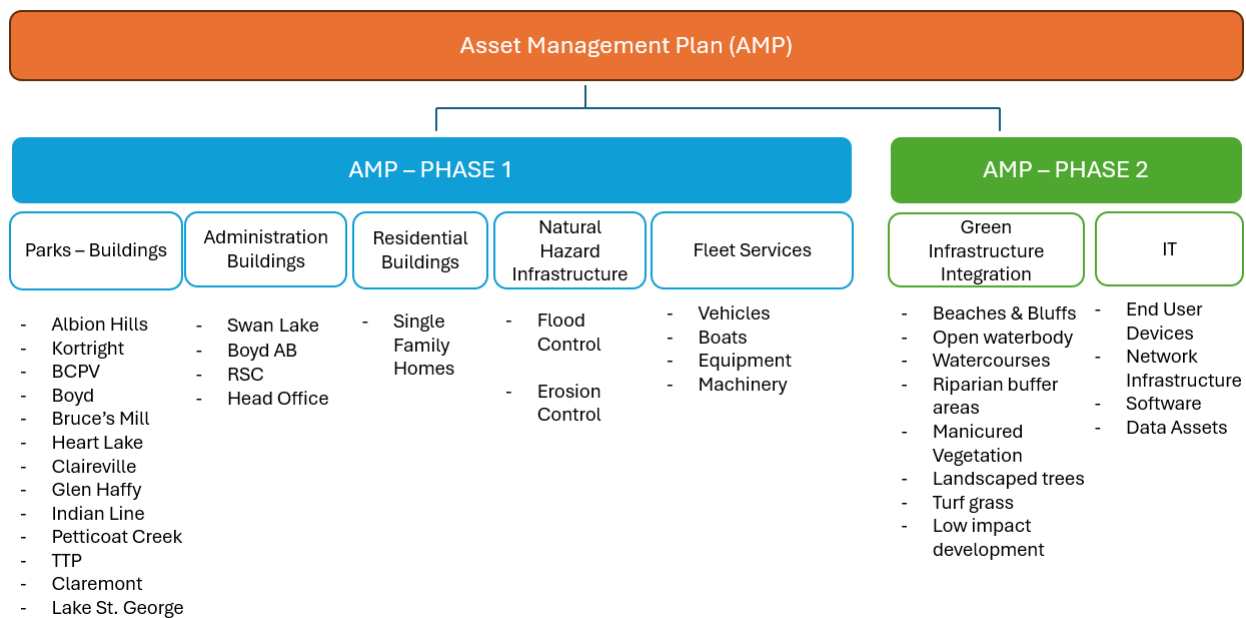 Asset Management Plan (AMP)
AMP – PHASE 1
AMP – PHASE 2
Parks – Buildings
Administration
Buildings
Residential
Buildings
Natural
Hazard
Infrastructure
Fleet Services
Green
Infrastructure
Integration
IT
- Albion Hills
- Kortright
- BCPV
- Boyd
- Bruce’s Mill
- Heart Lake
- Claireville
- Glen Haffy
- Indian Line
- Petticoat Creek
- TTP
- Claremont
- Lake St. George
- Swan Lake
- Boyd AB
- RSC
- Head Office
- Single
Family
Homes
- Flood
Control
- Erosion
Control
- Vehicles
- Boats
- Equipment
- Machinery
- Beaches & Bluffs
- Open waterbody
- Watercourses
- Riparian buffer
areas
- Manicured
Vegetation
- Landscaped trees
- Turf grass
- Low impact
development
- End User
Devices
- Network
Infrastructure
- Software
- Data Assets